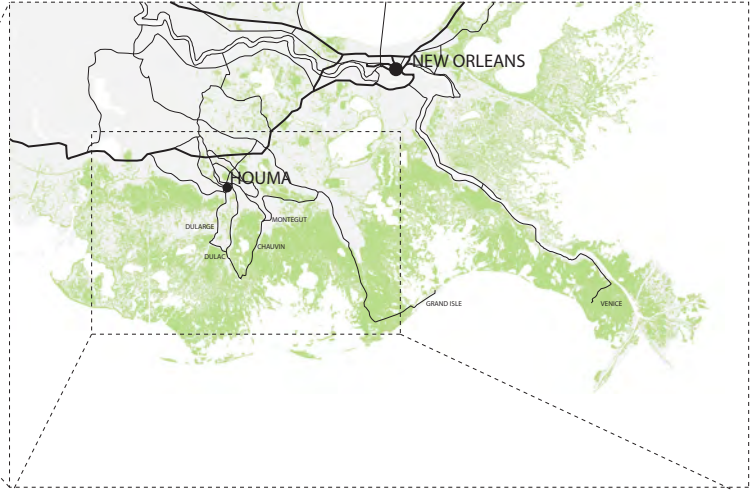 NEW ORLEANS
HOUMA
MONTEGUT
DULARGE
CHAUVIN
DULAC
GRAND ISLE
VENICE